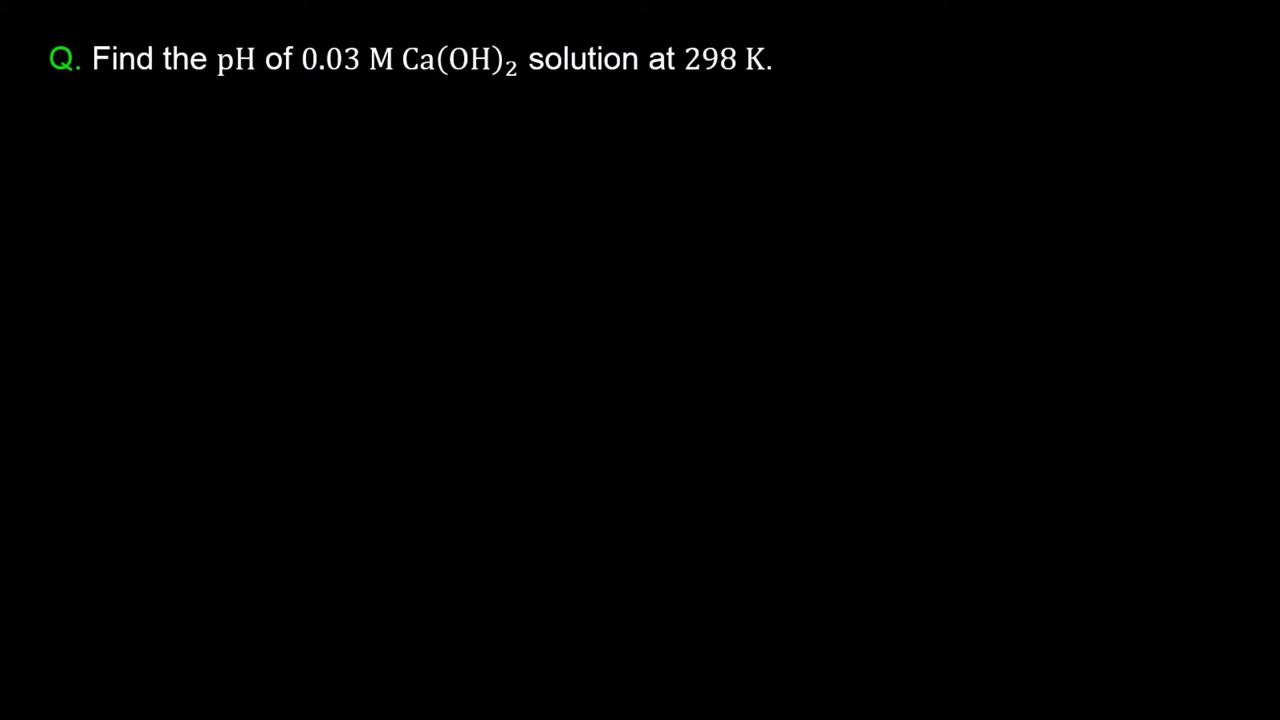 Q. Find the pH of 0.03 M Ca(OH)₂ solution at 298 K.